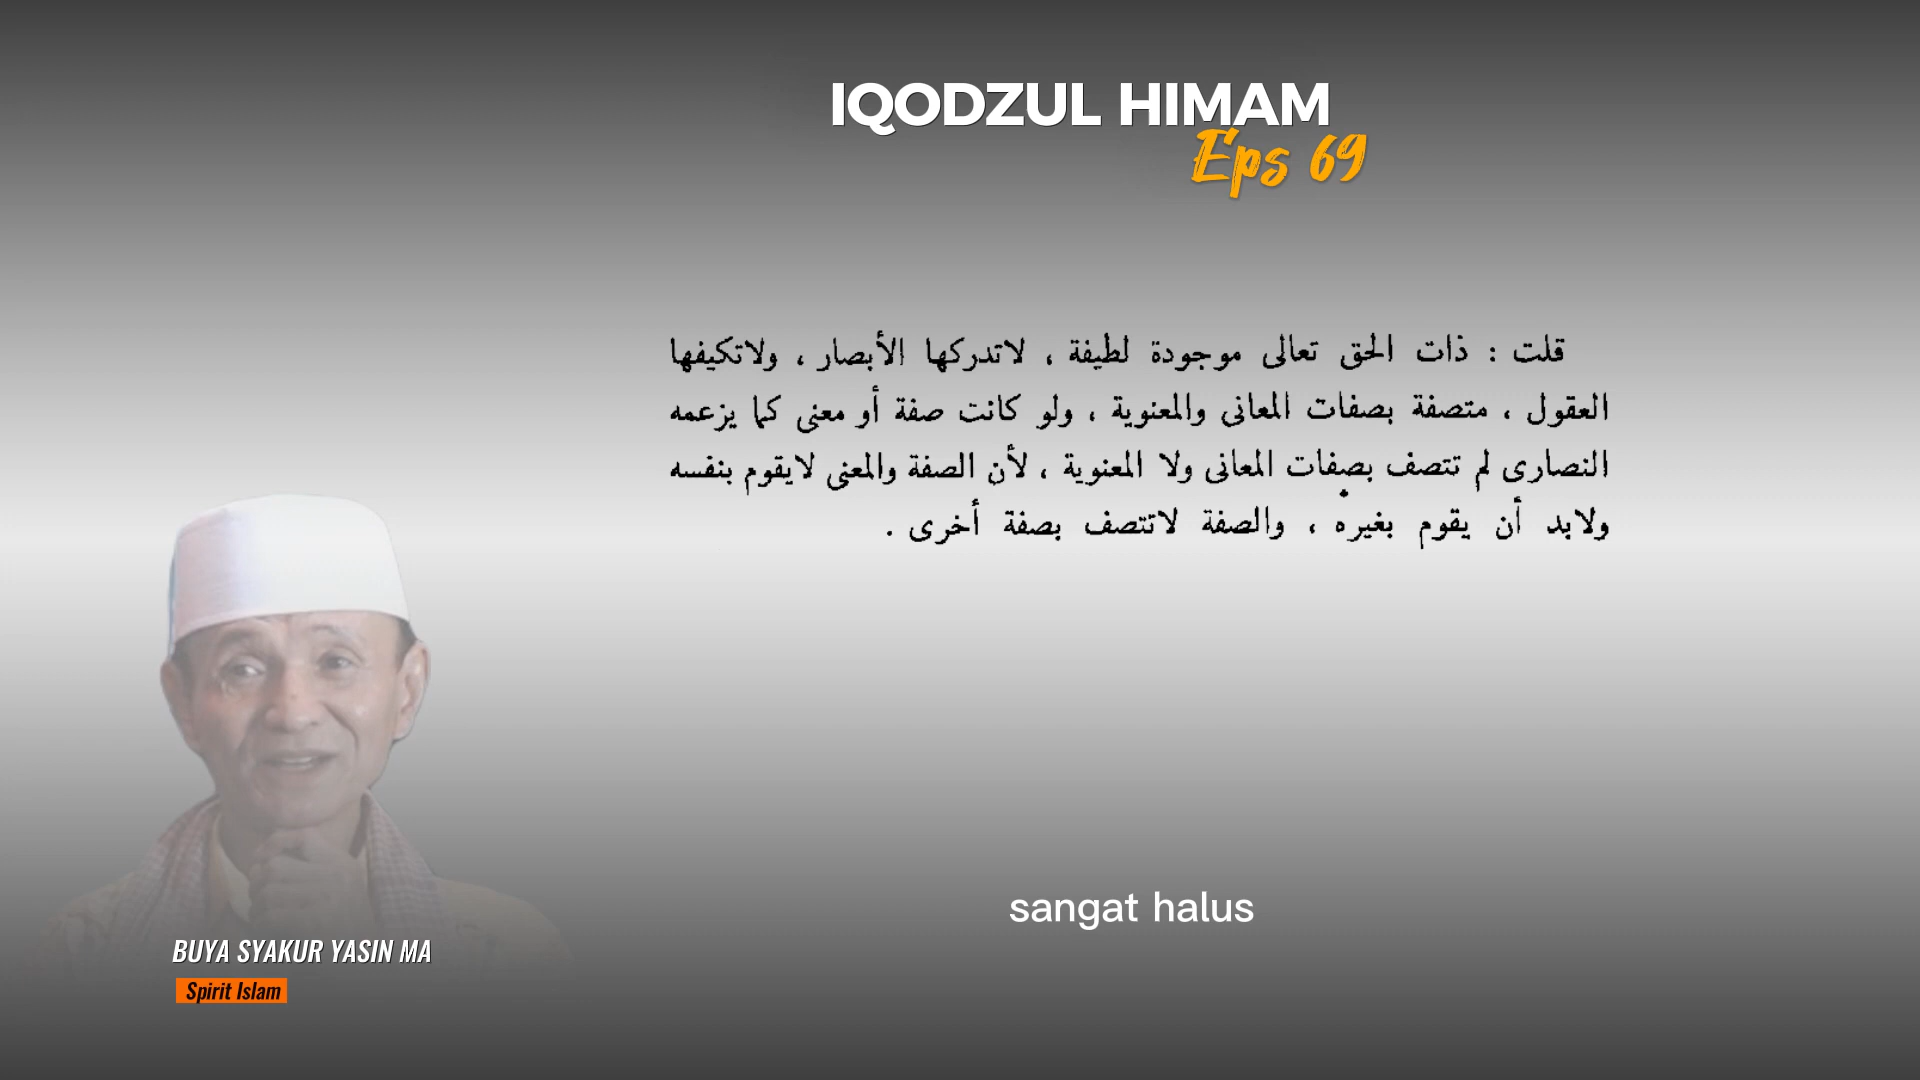 IQODZUL HIMAM
Eps 69
قلت : ذات الحق تعالى موجودة لطيفة ، لاتدركها الأبصار ، ولاتكيفها
العقول ، متصفة بصفات المعانى والمعنوية ، ولو كانت صفة أو معنى كما يزعمه
النصارى لم تتصف بصفات المعانى ولا المعنوية ، لأن الصفة والمعنى لايقوم بنفسه
ولابد أن يقوم بغيره ، والصفة لاتتصف بصفة أخرى .
sangat halus
BUYA SYAKUR YASIN MA
Spirit Islam